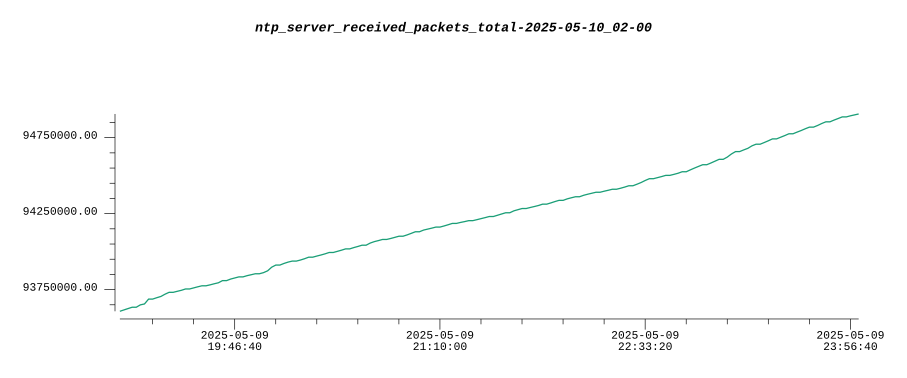 ntp_server_received_packets_total-2025-05-10_02-00
94750000.00
94250000.00
93750000.00
2025-05-09 2025-05-09 2025-05-09 2025-05-09
19:46:40 21:10:00 22:33:20 23:56:40